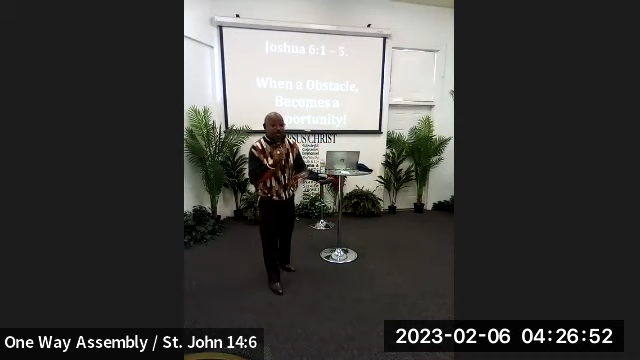 Joshua 6:1 – 5.
When a Obstacle,
Becomes a
Opportunity!
JESUS CHRIST
One Way Assembly / St. John 14:6
2023-02-06 04:26:52